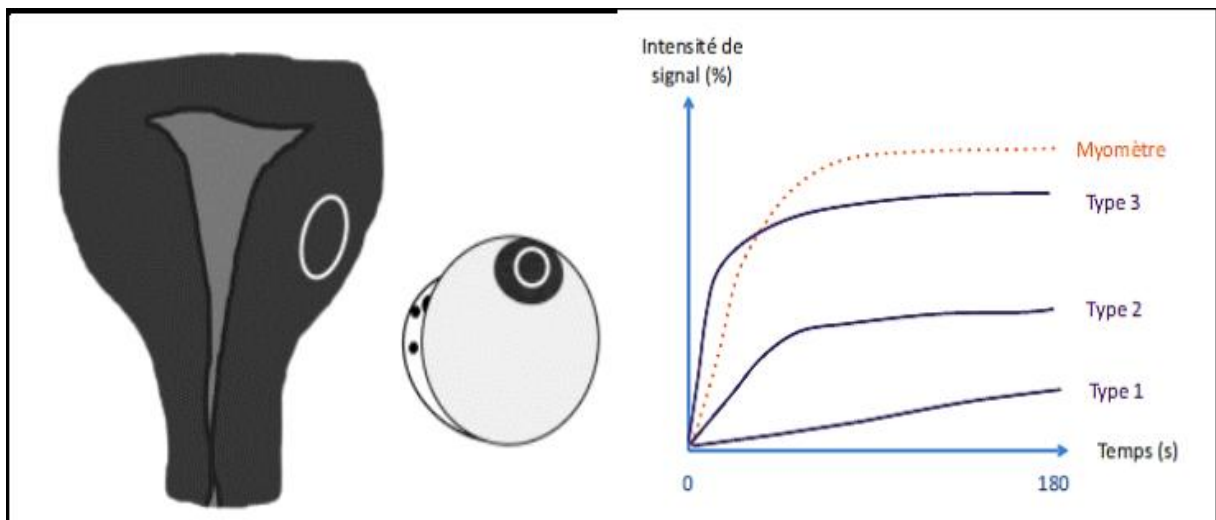 Intensité de
signal (%)
Myomètre
Type 3
Type 2
Type 1
Temps (s)
0
180